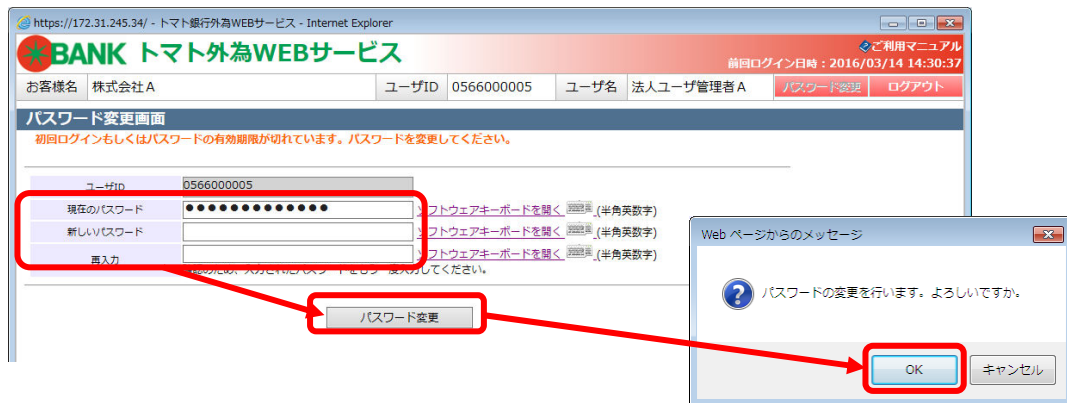 https://172.31.245.34/ - トマト銀行外為WEBサービス - Internet Explorer
BANK トマト外為WEBサービス
ご利用マニュアル
前回ログイン日時：2016/03/14 14:30:37
お客様名 株式会社A ユーザID 0566000005 ユーザ名 法人ユーザ管理者A パスワード変更 ログアウト
パスワード変更画面
初回ログインもしくはパスワードの有効期限が切れています。パスワードを変更してください。
ユーザID 0566000005
現在のパスワード ●●●●●●●●●●●●● ソフトウェアキーボードを開く (半角英数字)
新しいパスワード ソフトウェアキーボードを開く (半角英数字)
再入力 ソフトウェアキーボードを開く (半角英数字)
確認のため、入力されたパスワードをもう一度入力してください。
パスワード変更
Web ページからのメッセージ
パスワードの変更を行います。よろしいですか。
OK キャンセル